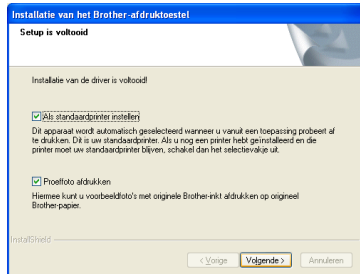 Installatie van het Brother-afdruktoestel
Setup is voltooid
Installatie van de driver is voltooid!
Als standaardprinter instellen
Dit apparaat wordt automatisch geselecteerd wanneer u vanuit een toepassing probeert af
te drukken. Dit is uw standaardprinter. Als u nog een printer hebt geïnstalleerd en die
printer moet uw standaardprinter blijven, schakel dan het selectievakje uit.
Proeffoto afdrukken
Hiermee kunt u voorbeeldfoto's met originele Brother-inkt afdrukken op origineel
Brother-papier.
InstallShield
< Vorige Volgende > Annuleren